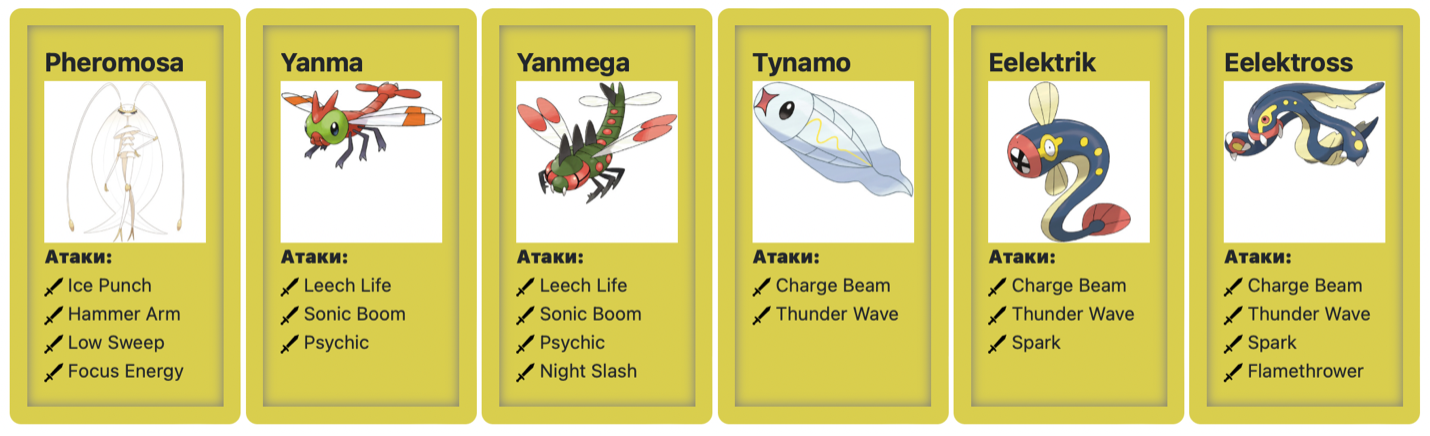 Pheromosa
Атаки:
Ice Punch
Hammer Arm
Low Sweep
Focus Energy
Yanma
Атаки:
Leech Life
Sonic Boom
Psychic
Yanmega
Атаки:
Leech Life
Sonic Boom
Psychic
Night Slash
Tynamo
Атаки:
Charge Beam
Thunder Wave
Eelektrik
Атаки:
Charge Beam
Thunder Wave
Spark
Eelektross
Атаки:
Charge Beam
Thunder Wave
Spark
Flamethrower